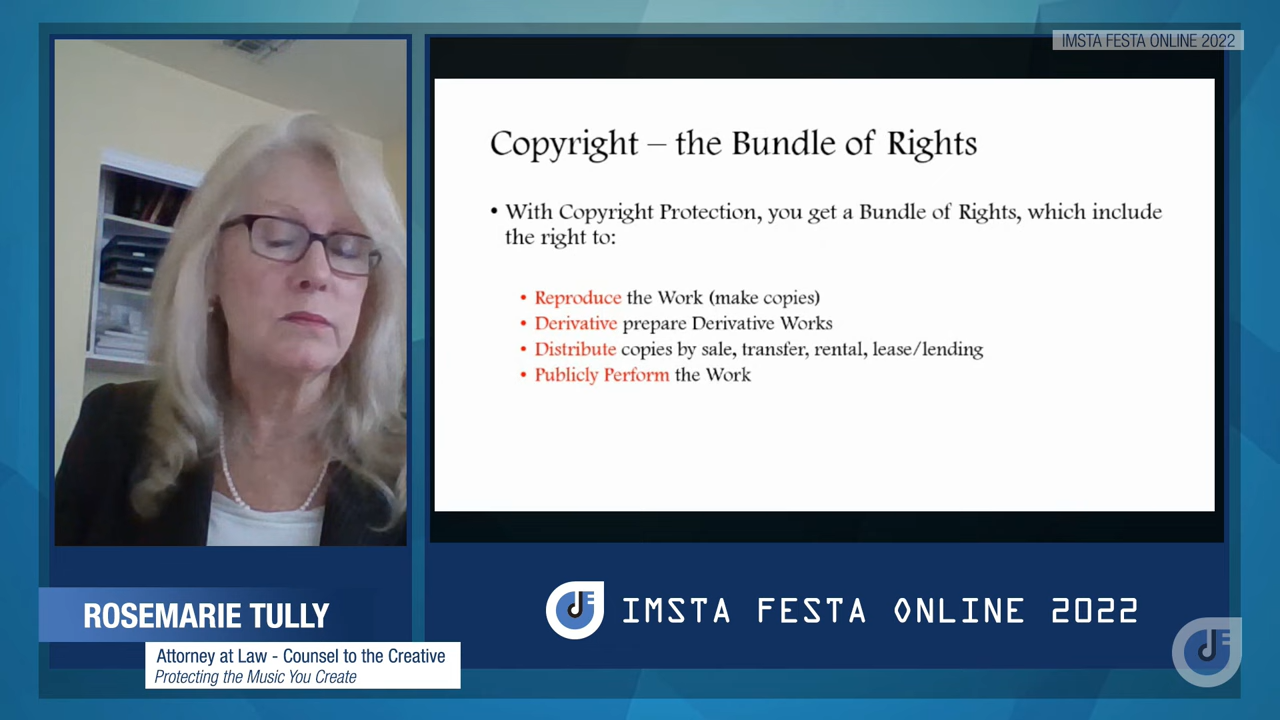 IMSTA FESTA ONLINE 2022
Copyright – the Bundle of Rights
• With Copyright Protection, you get a Bundle of Rights, which include
the right to:
• Reproduce the Work (make copies)
• Derivative prepare Derivative Works
• Distribute copies by sale, transfer, rental, lease/lending
• Publicly Perform the Work
ROSEMARIE TULLY
Attorney at Law - Counsel to the Creative
Protecting the Music You Create
IMSTA FESTA ONLINE 2022